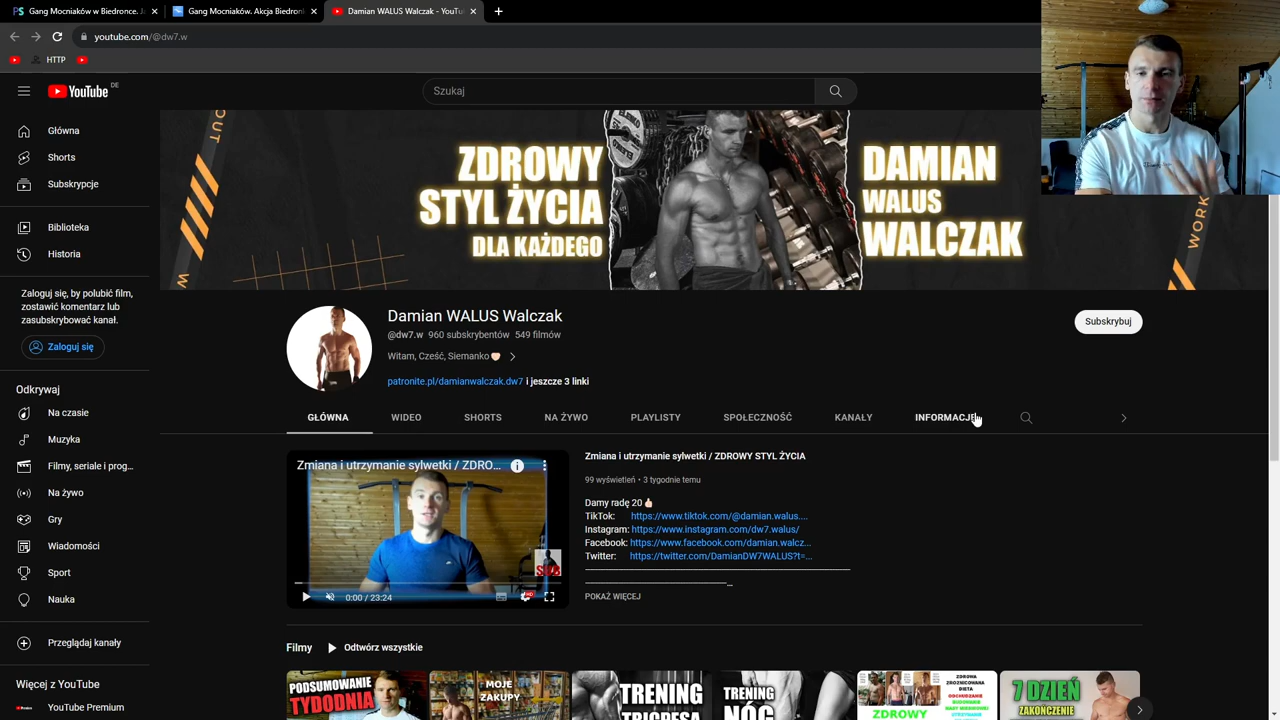 Gang Mocniaków w Biedronce. J
Gang Mocniaków. Akcja Biedroni
Damian WALUS Walczak - YouTu
youtube.com/@dw7.w
HTTP
YouTube DE
Szukaj
Główna
Shorts
Subskrypcje
Biblioteka
Historia
Zaloguj się, by polubić film,
zostawić komentarz lub
zasubskrybować kanał.
Zaloguj się
Odkrywaj
Na czasie
Muzyka
Filmy, seriale i prog...
Na żywo
Gry
Wiadomości
Sport
Nauka
Przeglądaj kanały
Więcej z YouTube
YouTube Premium
OUT
W
ZDROWY
STYL ŻYCIA
DLA KAŻDEGO
DAMIAN
WALUS
WALCZAK
WORK
Damian WALUS Walczak
@dw7.w 960 subskrybentów 549 filmów
Witam, Cześć, Siemanko
patronite.pl/damianwalczak.dw7 i jeszcze 3 linki
Subskrybuj
GŁÓWNA
WIDEO
SHORTS
NA ŻYWO
PLAYLISTY
SPOŁECZNOŚĆ
KANAŁY
INFORMACJE
Zmiana i utrzymanie sylwetki / ZDRO...
0:00 / 23:24
HD
Zmiana i utrzymanie sylwetki / ZDROWY STYL ŻYCIA
99 wyświetleń • 3 tygodnie temu
Damy radę 20
TikTok: https://www.tiktok.com/@damian.walus....
Instagram: https://www.instagram.com/dw7.walus/
Facebook: https://www.facebook.com/damian.walcz...
Twitter: https://twitter.com/DamianDW7WALUS?t=...
POKAŻ WIĘCEJ
Filmy
Odtwórz wszystkie
PODSUMOWANIE
TYGODNIA
MOJE
ZAKUPY
TRENING
TRICEPSA
TRENING
NÓG
ZDROWA
ZRÓŻNICOWANA
DIETA
ZDROWY
7 DZIEŃ
ZAKOŃCZENIE